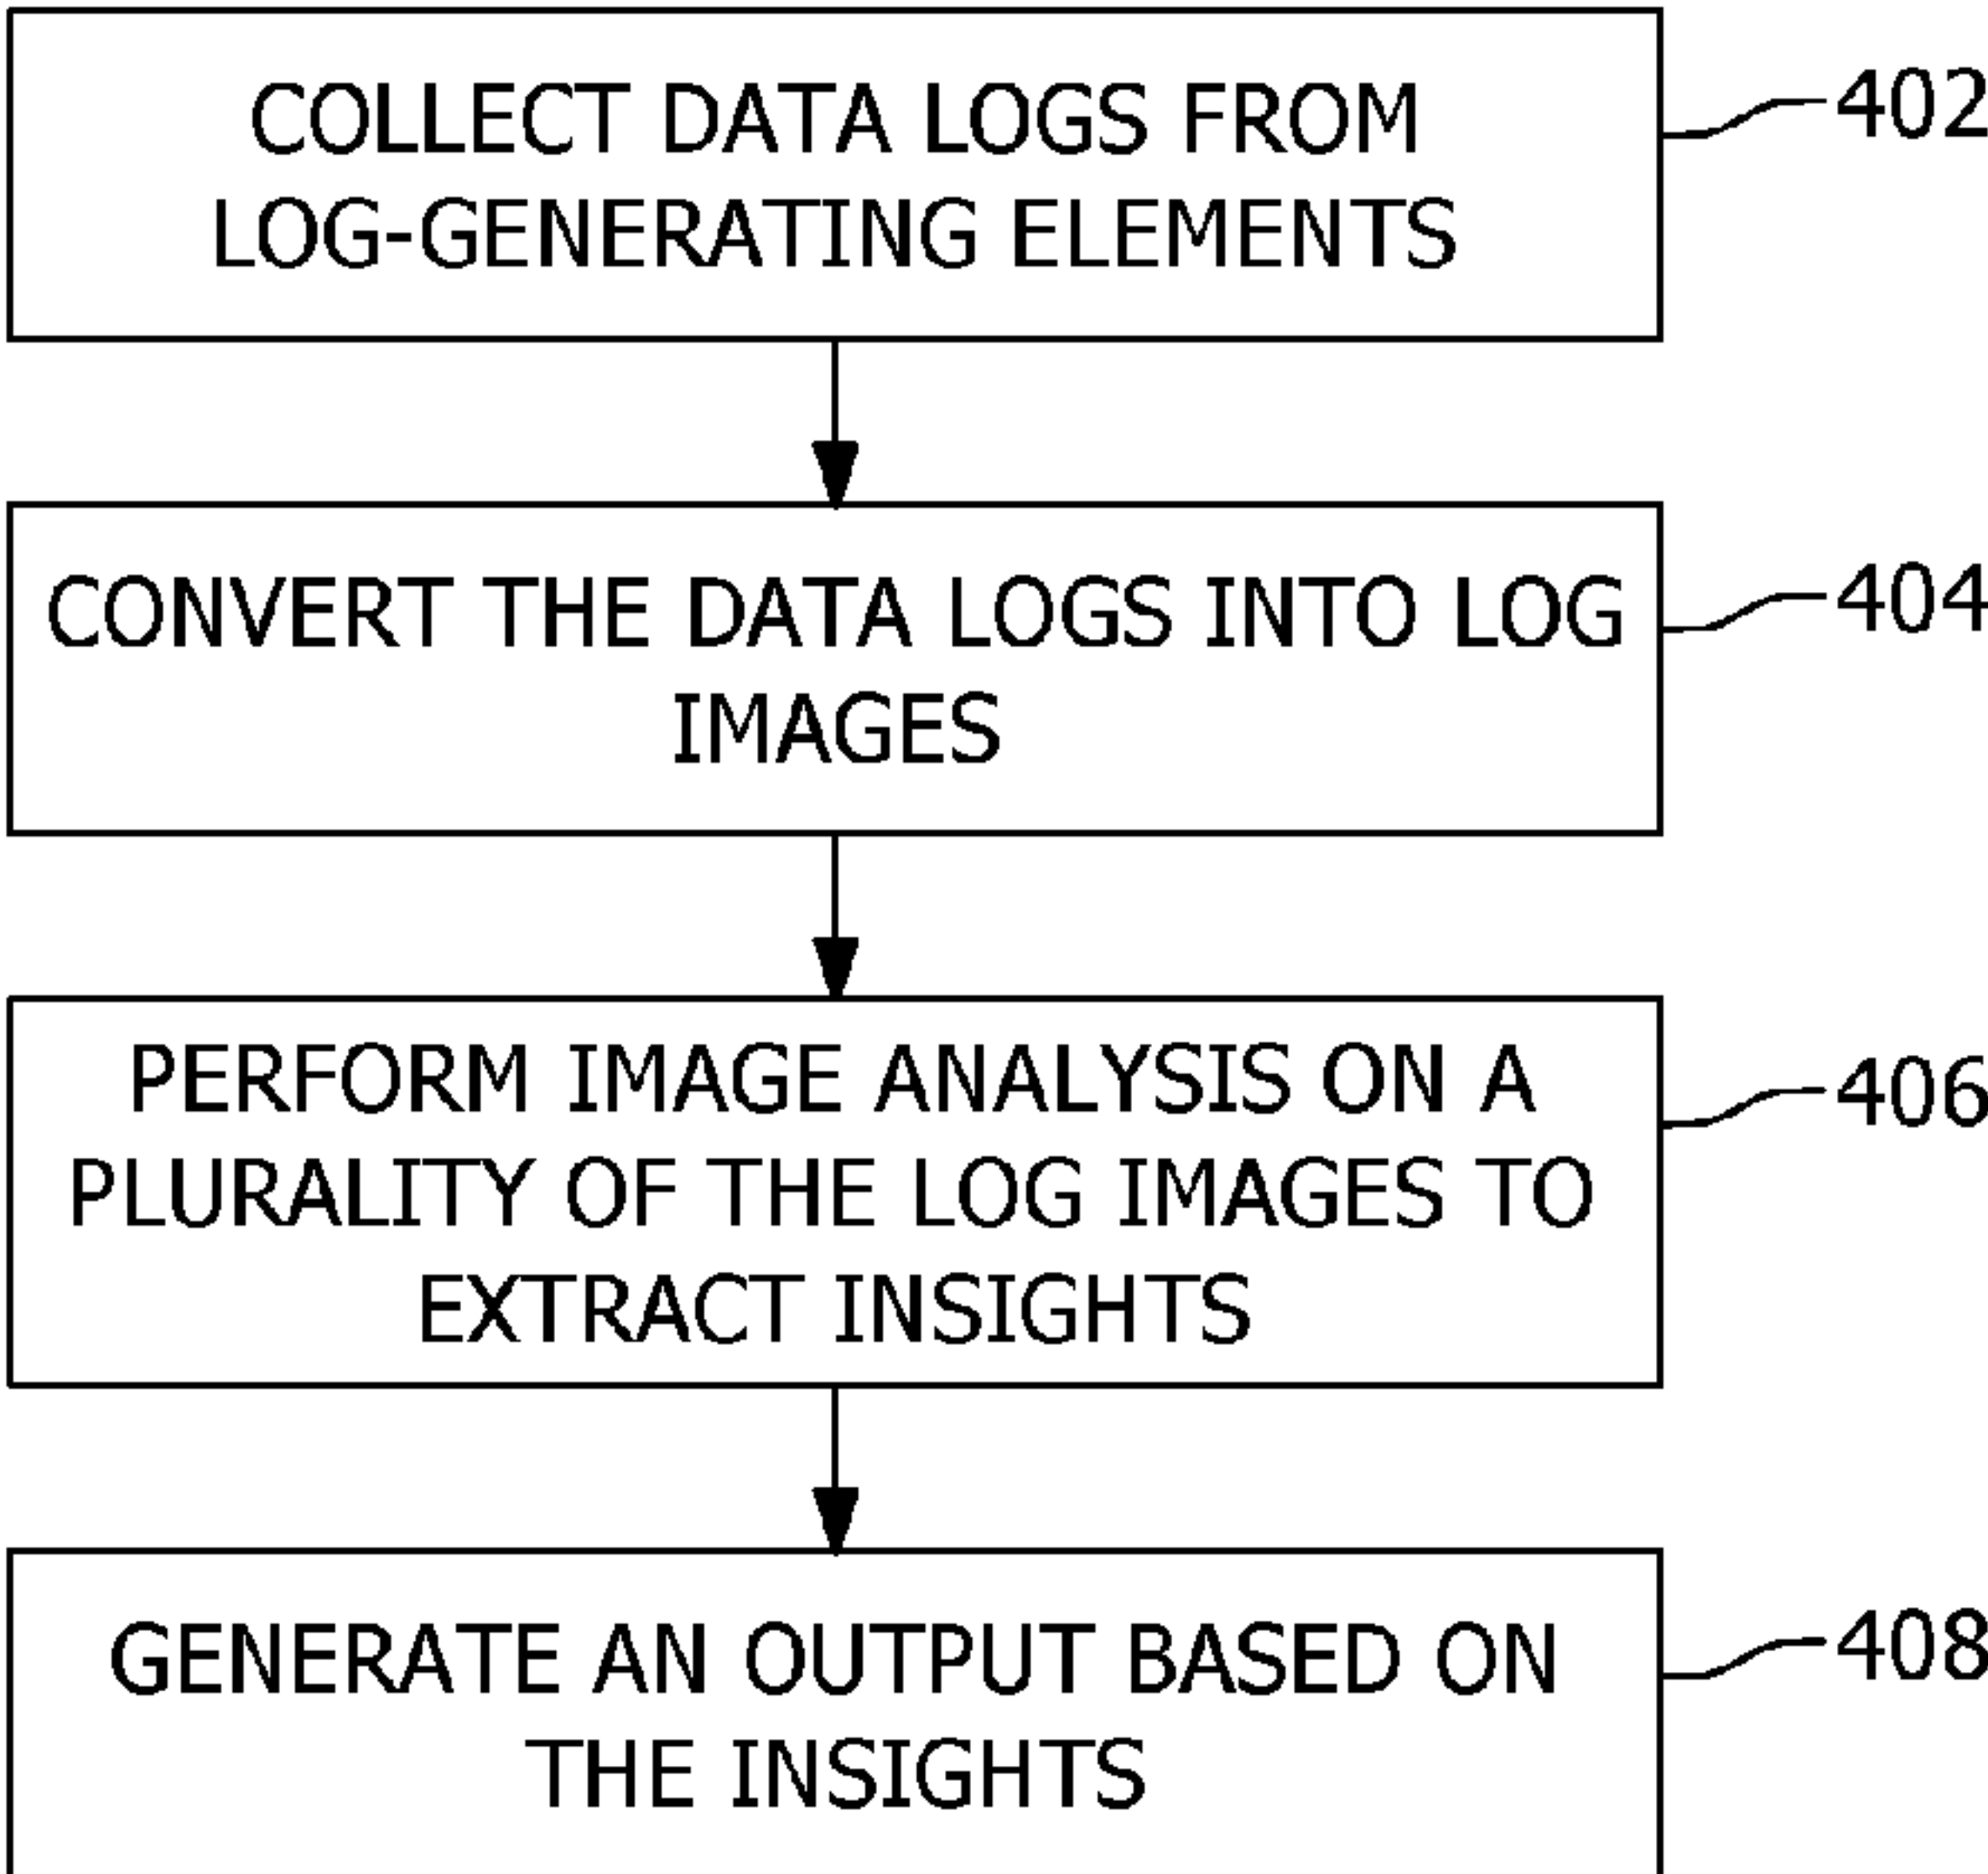 COLLECT DATA LOGS FROM
LOG-GENERATING ELEMENTS
402
CONVERT THE DATA LOGS INTO LOG
IMAGES
404
PERFORM IMAGE ANALYSIS ON A
PLURALITY OF THE LOG IMAGES TO
EXTRACT INSIGHTS
406
GENERATE AN OUTPUT BASED ON
THE INSIGHTS
408